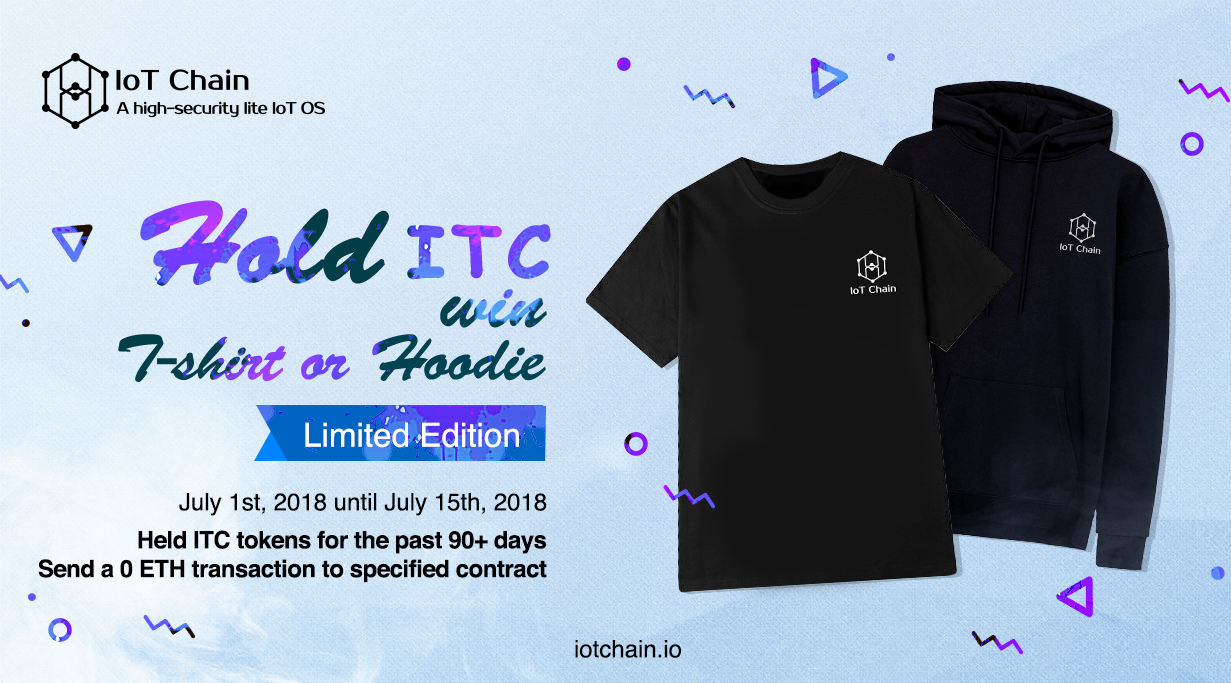 IoT Chain
A high-security lite IoT OS
Hold ITC
win
T-shirt or Hoodie
Limited Edition
July 1st, 2018 until July 15th, 2018
Held ITC tokens for the past 90+ days
Send a 0 ETH transaction to specified contract
IoT Chain
IoT Chain
iotchain.io